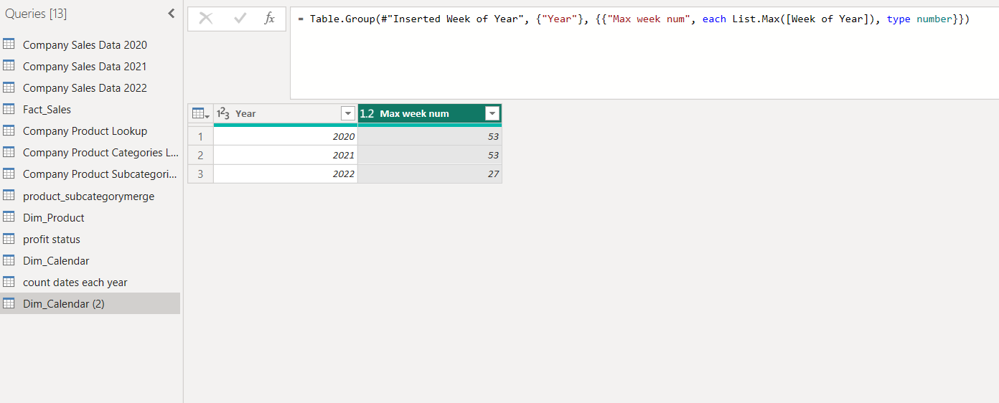 Queries [13]
Company Sales Data 2020
Company Sales Data 2021
Company Sales Data 2022
Fact_Sales
Company Product Lookup
Company Product Categories L...
Company Product Subcategori...
product_subcategorymerge
Dim_Product
profit status
Dim_Calendar
count dates each year
Dim_Calendar (2)
fx
= Table.Group(#"Inserted Week of Year", {"Year"}, {{"Max week num", each List.Max([Week of Year]), type number}})
1 2 3 Year 1.2 Max week num
1 2020 53
2 2021 53
3 2022 27